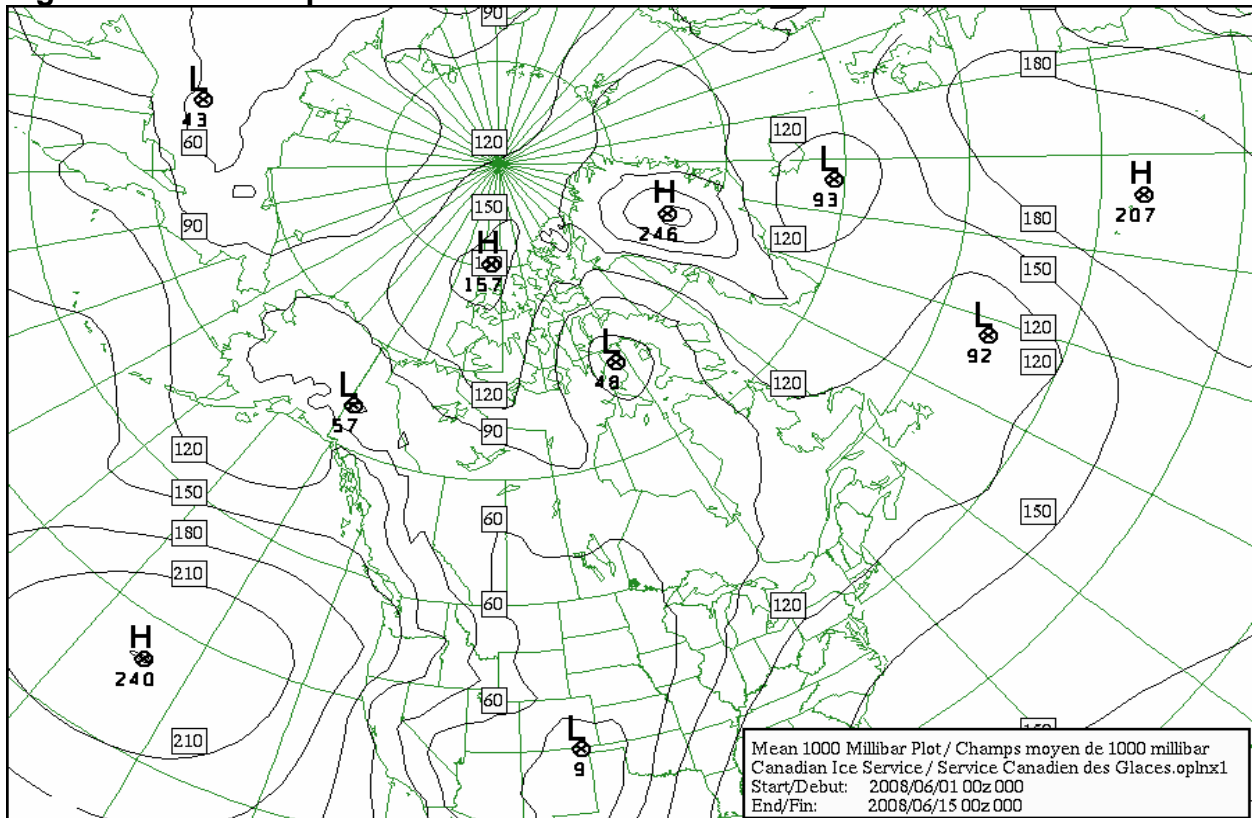 90
90
L
43
60
180
120
120
L
93
H
207
H
246
150
90
180
120
H
157
150
L
92
120
120
L
48
120
120
L
57
90
120
150
60
150
180
210
60
120
H
240
60
210
L
9
Mean 1000 Millibar Plot / Champs moyen de 1000 millibar
Canadian Ice Service / Service Canadien des Glaces.oplnx1
Start/Debut: 2008/06/01 00z 000
End/Fin: 2008/06/15 00z 000